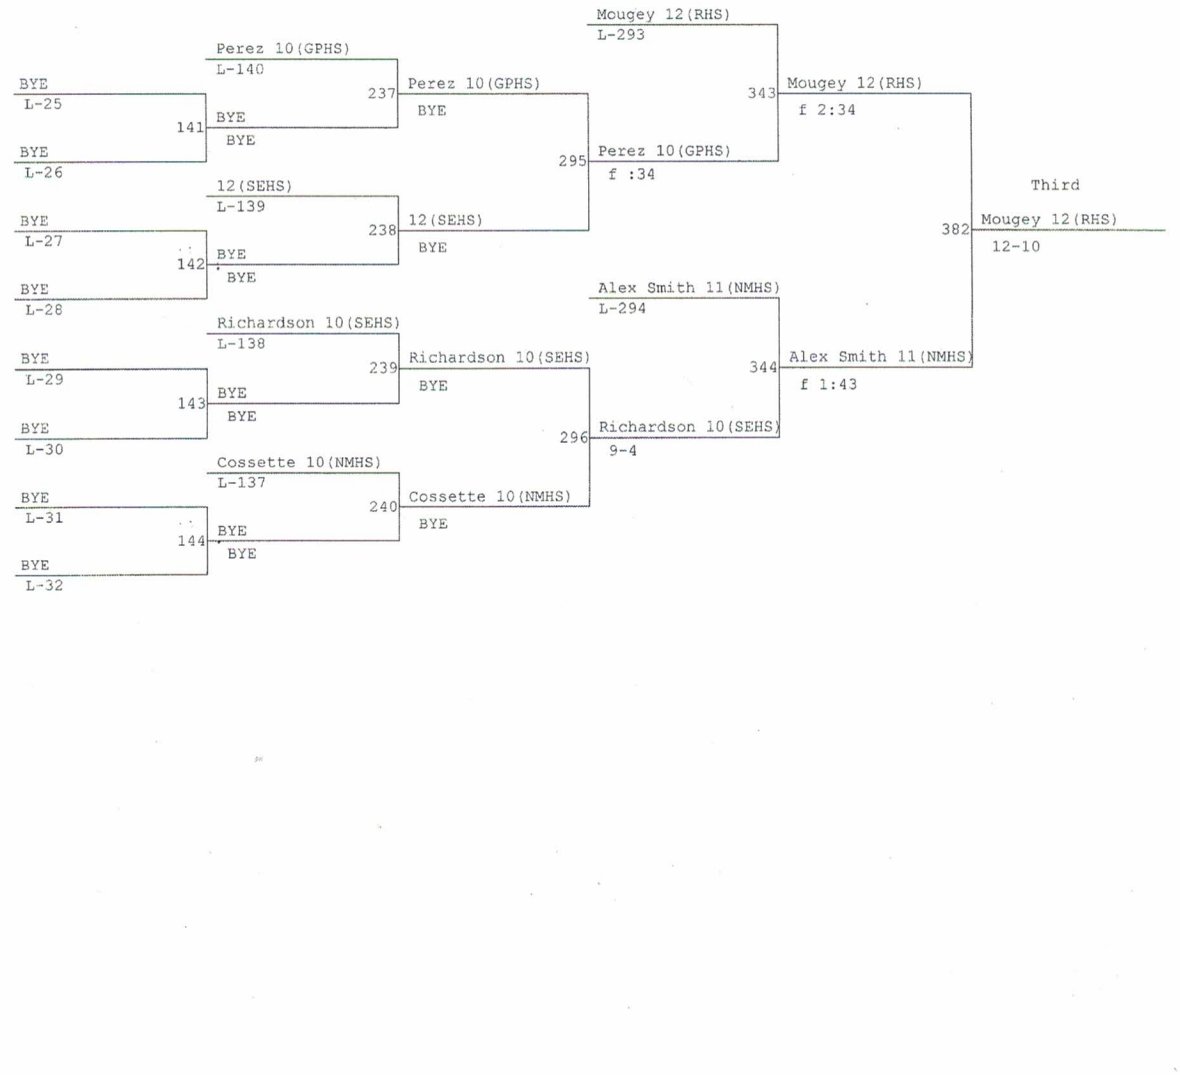 Mougey 12(RHS)
L-293
Perez 10(GPHS)
L-140
BYE
L-25
237
Perez 10(GPHS)
BYE
343
Mougey 12(RHS)
f 2:34
141
BYE
BYE
BYE
L-26
295
Perez 10(GPHS)
f :34
12(SEHS)
L-139
Third
BYE
L-27
238
12(SEHS)
BYE
382
Mougey 12(RHS)
12-10
142
BYE
BYE
BYE
L-28
Alex Smith 11(NMHS)
L-294
Richardson 10(SEHS)
L-138
BYE
L-29
239
Richardson 10(SEHS)
BYE
344
Alex Smith 11(NMHS)
f 1:43
143
BYE
BYE
BYE
L-30
296
Richardson 10(SEHS)
9-4
Cossette 10(NMHS)
L-137
BYE
L-31
240
Cossette 10(NMHS)
BYE
144
BYE
BYE
BYE
L-32